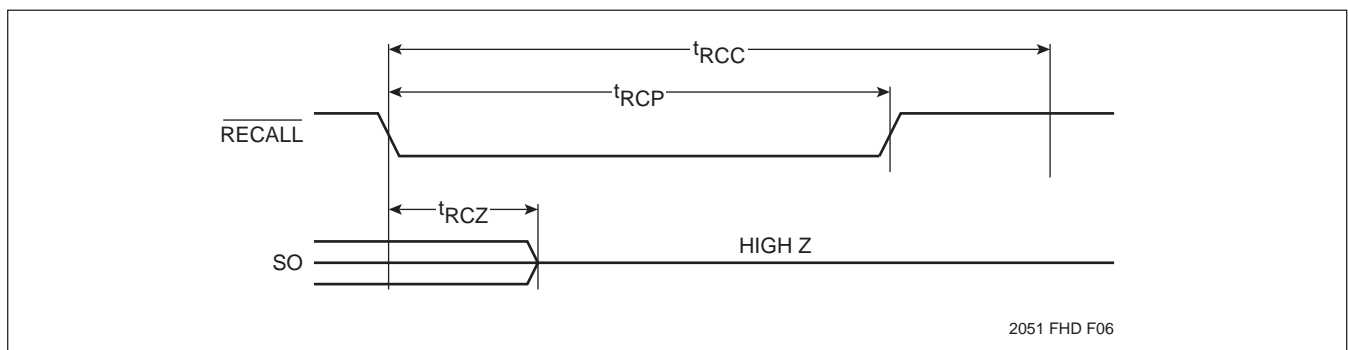 tRCC
tRCP
RECALL
tRCZ
HIGH Z
SO
2051 FHD F06